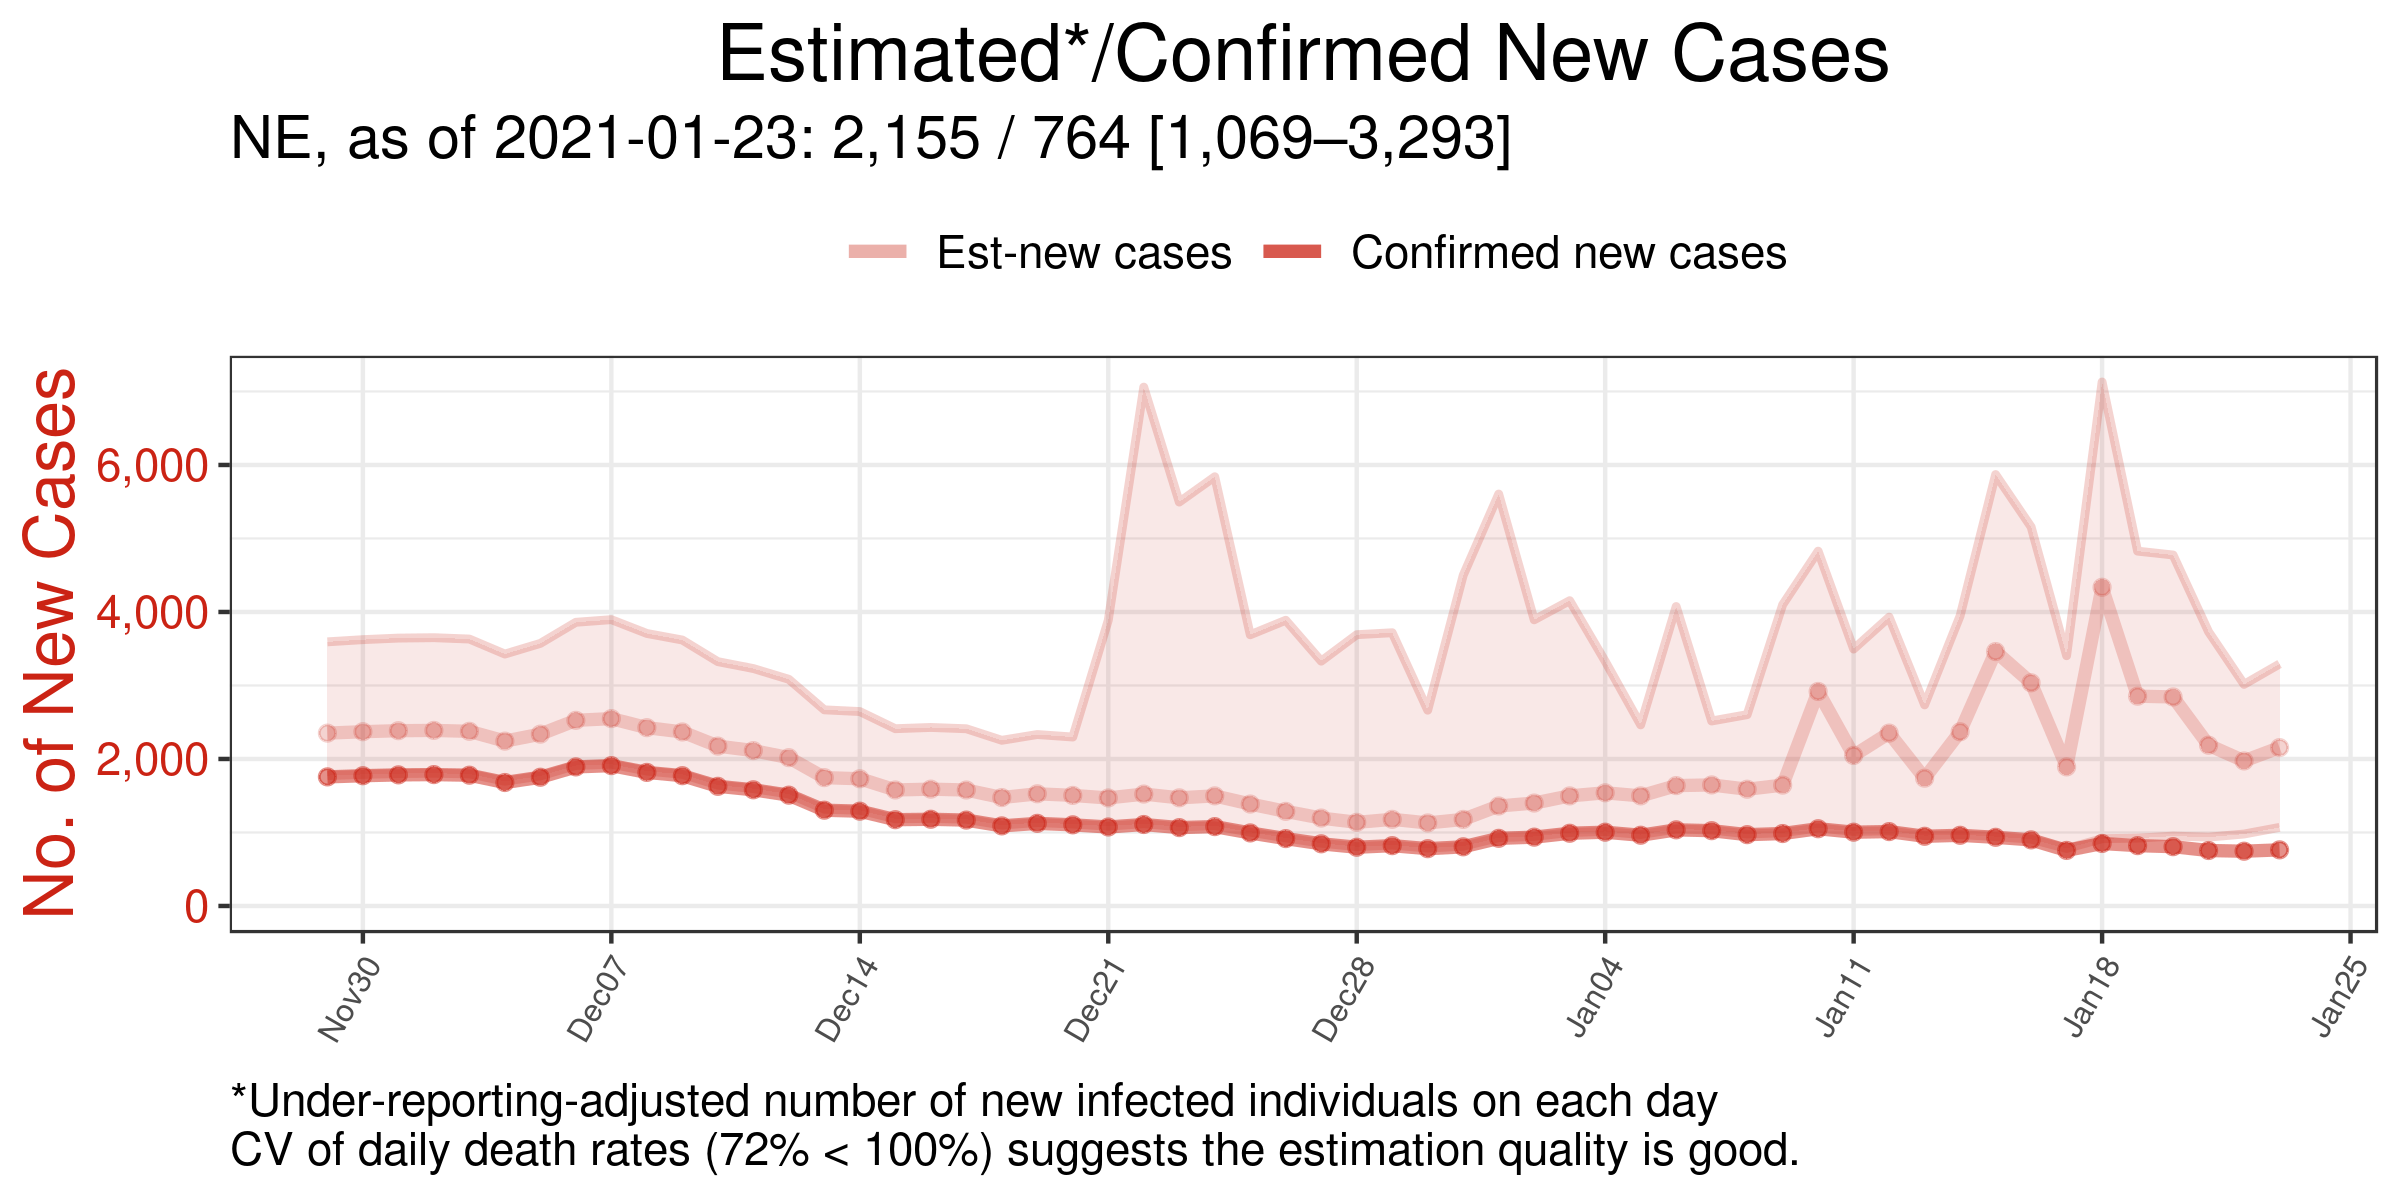 Estimated*/Confirmed New Cases
NE, as of 2021-01-23: 2,155 / 764 [1,069–3,293]
Est-new cases
Confirmed new cases
No. of New Cases
6,000
4,000
2,000
0
Nov30
Dec07
Dec14
Dec21
Dec28
Jan04
Jan11
Jan18
Jan25
*Under-reporting-adjusted number of new infected individuals on each day
CV of daily death rates (72% < 100%) suggests the estimation quality is good.